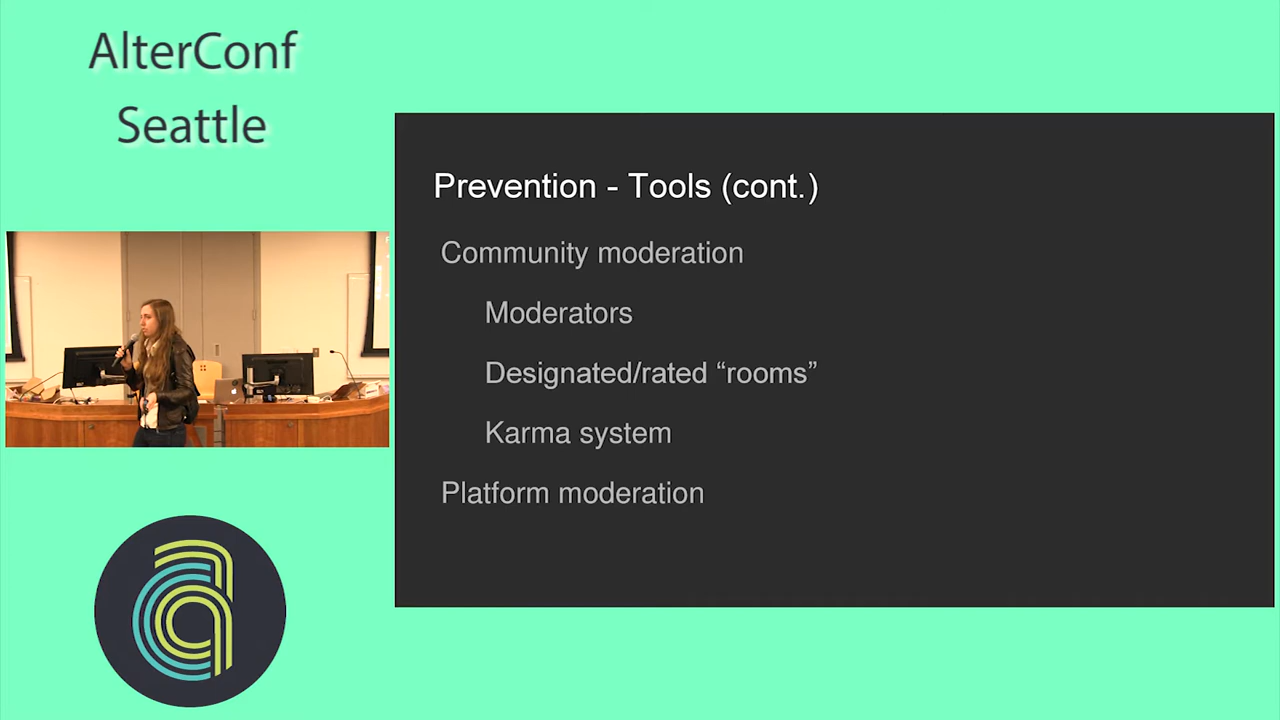 AlterConf
Seattle
Prevention - Tools (cont.)
Community moderation
Moderators
Designated/rated “rooms”
Karma system
Platform moderation